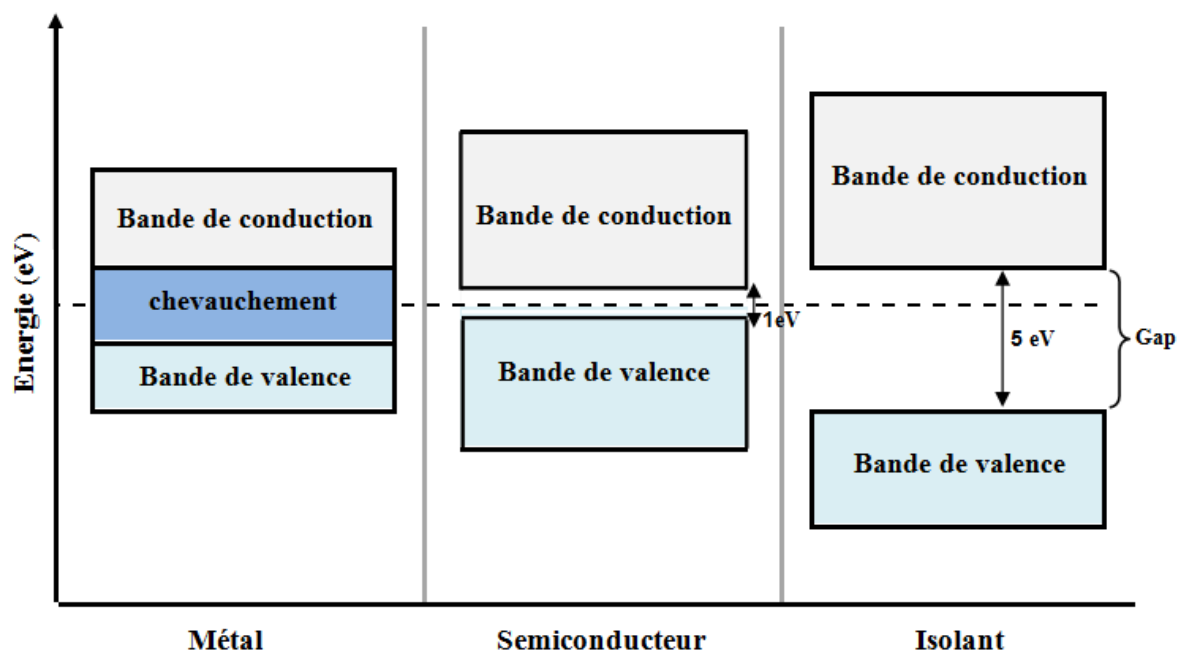 Energie (eV)
Bande de conduction
chevauchement
Bande de valence
Bande de conduction
1eV
Bande de valence
Bande de conduction
5 eV
Gap
Bande de valence
Métal
Semiconducteur
Isolant